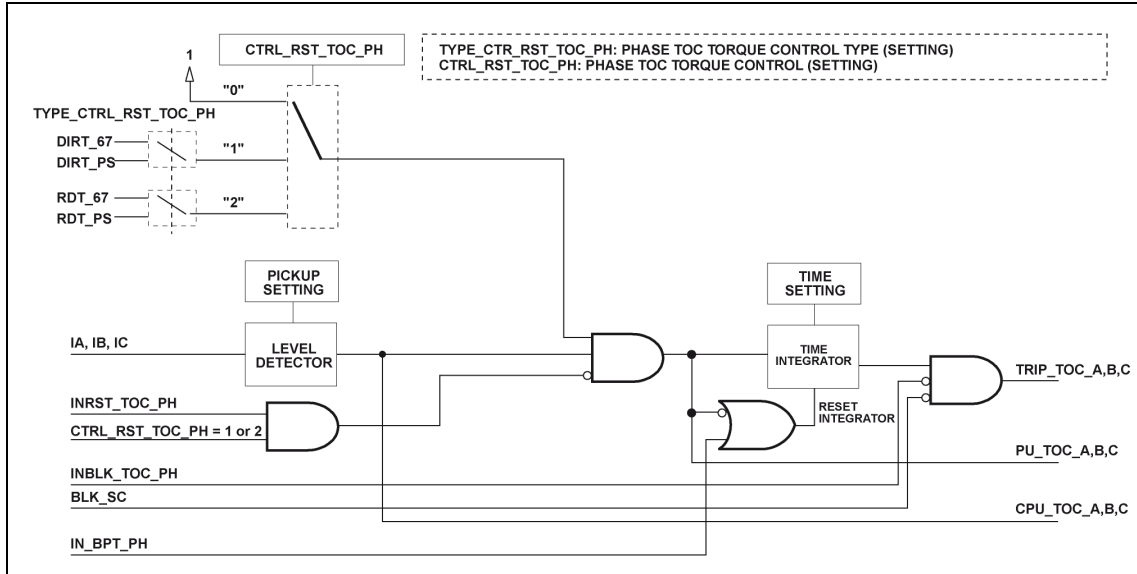 CTRL_RST_TOC_PH
TYPE_CTR_RST_TOC_PH: PHASE TOC TORQUE CONTROL TYPE (SETTING)
CTRL_RST_TOC_PH: PHASE TOC TORQUE CONTROL (SETTING)
1
"0"
TYPE_CTRL_RST_TOC_PH
DIRT_67
DIRT_PS
"1"
RDT_67
RDT_PS
"2"
PICKUP
SETTING
TIME
SETTING
IA, IB, IC
LEVEL
DETECTOR
TIME
INTEGRATOR
TRIP_TOC_A,B,C
INRST_TOC_PH
CTRL_RST_TOC_PH = 1 or 2
RESET
INTEGRATOR
PU_TOC_A,B,C
INBLK_TOC_PH
BLK_SC
CPU_TOC_A,B,C
IN_BPT_PH